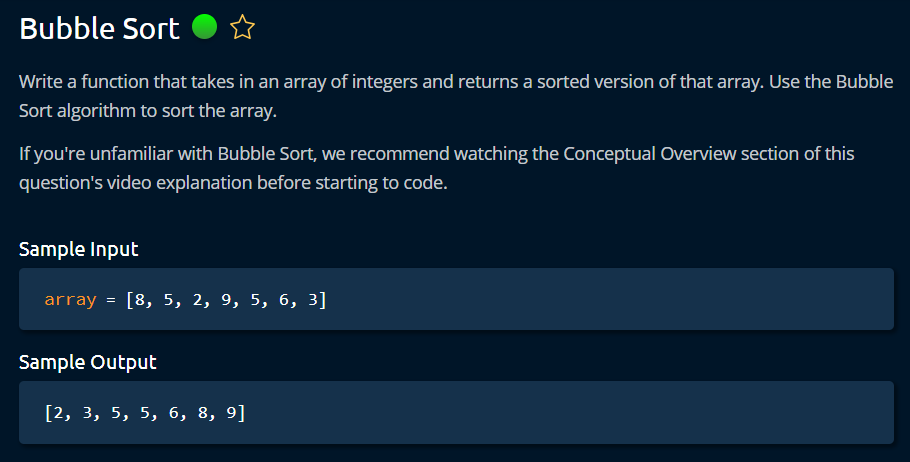 Bubble Sort
Write a function that takes in an array of integers and returns a sorted version of that array. Use the Bubble
Sort algorithm to sort the array.
If you're unfamiliar with Bubble Sort, we recommend watching the Conceptual Overview section of this
question's video explanation before starting to code.
Sample Input
array = [8, 5, 2, 9, 5, 6, 3]
Sample Output
[2, 3, 5, 5, 6, 8, 9]